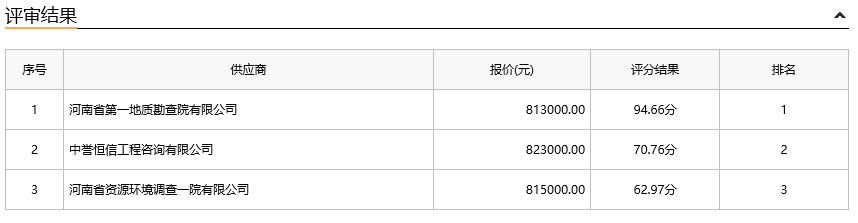 评审结果
序号 供应商 报价(元) 评分结果 排名
1 河南省第一地质勘查院有限公司 813000.00 94.66分 1
2 中誉恒信工程咨询有限公司 823000.00 70.76分 2
3 河南省资源环境调查一院有限公司 815000.00 62.97分 3